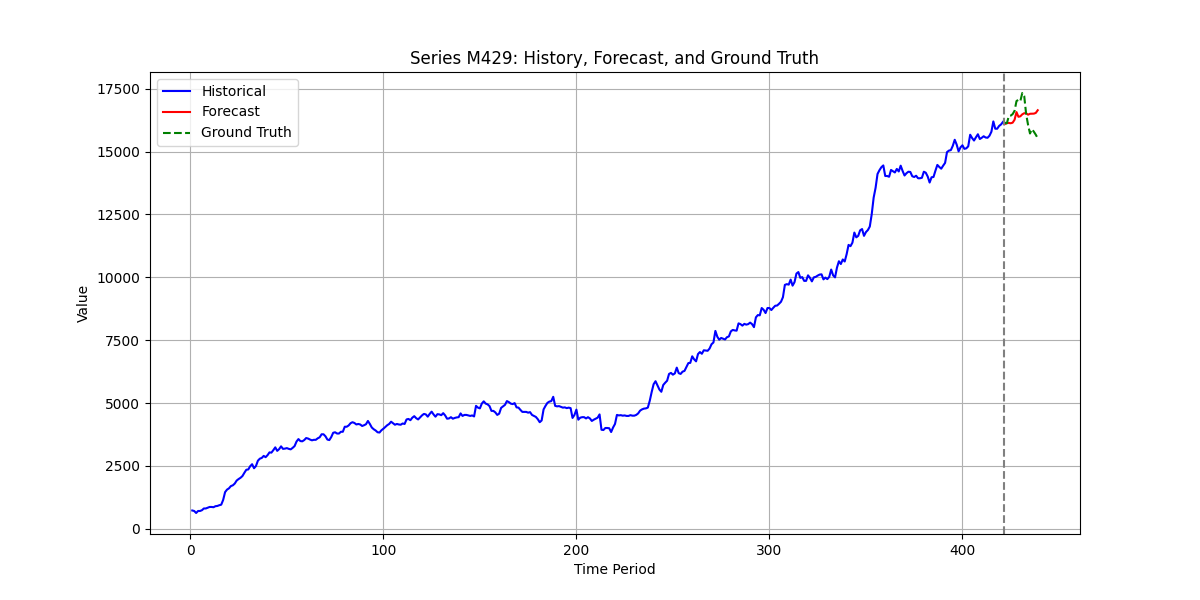 Series M429: History, Forecast, and Ground Truth
Historical
Forecast
Ground Truth
17500
15000
12500
10000
7500
5000
2500
0
Value
0 100 200 300 400
Time Period